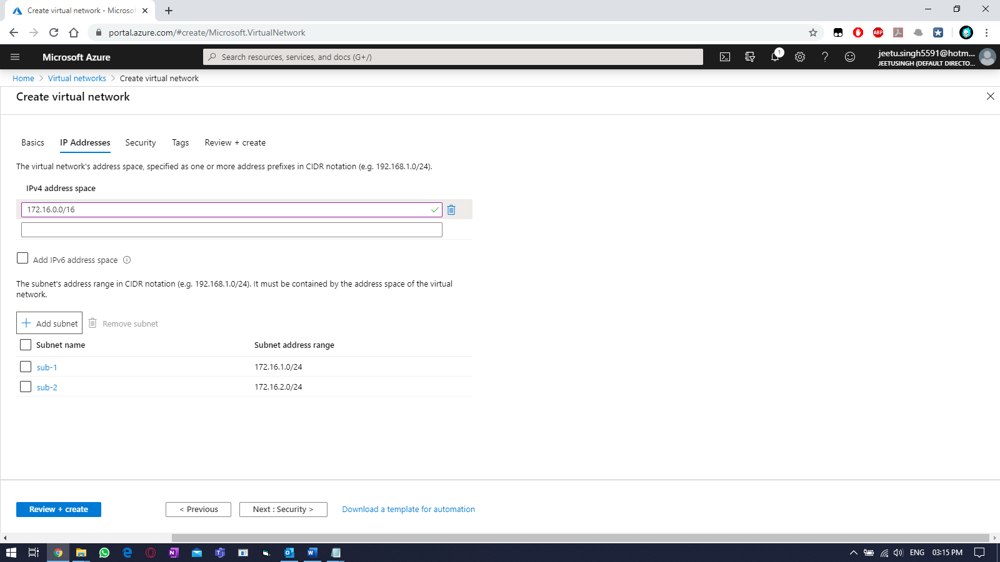 Create virtual network - Microsof
portal.azure.com/#create/Microsoft.VirtualNetwork
ABP
Microsoft Azure
Search resources, services, and docs (G+/)
1
jeetu.singh5591@hotm...
JEETUSINGH (DEFAULT DIRECTO...
Home > Virtual networks > Create virtual network
Create virtual network
Basics IP Addresses Security Tags Review + create
The virtual network's address space, specified as one or more address prefixes in CIDR notation (e.g. 192.168.1.0/24).
IPv4 address space
172.16.0.0/16
Add IPv6 address space
The subnet's address range in CIDR notation (e.g. 192.168.1.0/24). It must be contained by the address space of the virtual
network.
+ Add subnet Remove subnet
Subnet name Subnet address range
sub-1 172.16.1.0/24
sub-2 172.16.2.0/24
Review + create < Previous Next : Security > Download a template for automation
ENG 03:15 PM